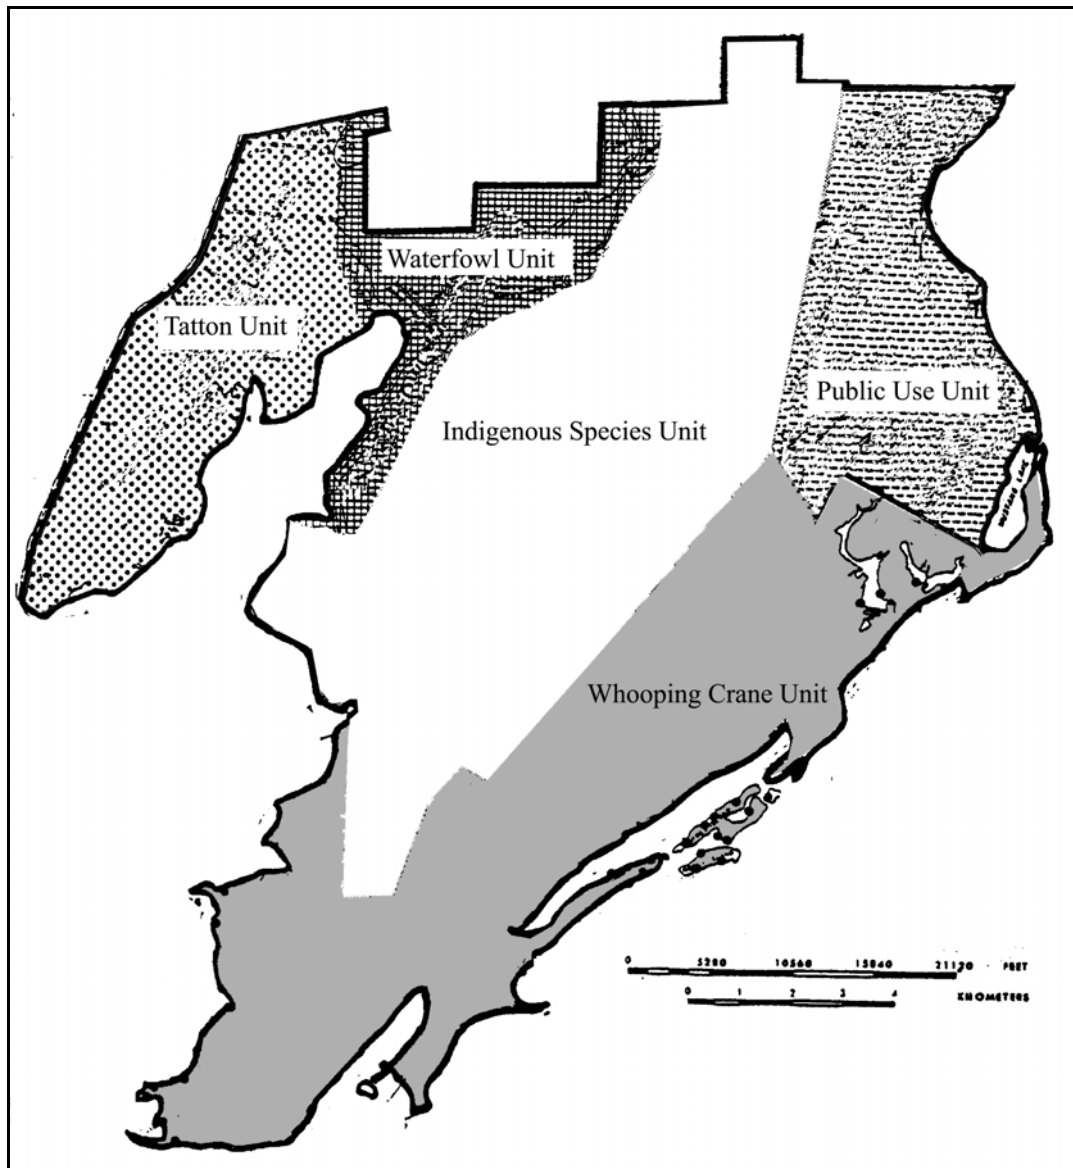 Waterfowl Unit
Tatton Unit
Public Use Unit
Indigenous Species Unit
Whooping Crane Unit
0 5280 10560 15840 21120 FEET
0 1 2 3 4 KILOMETERS